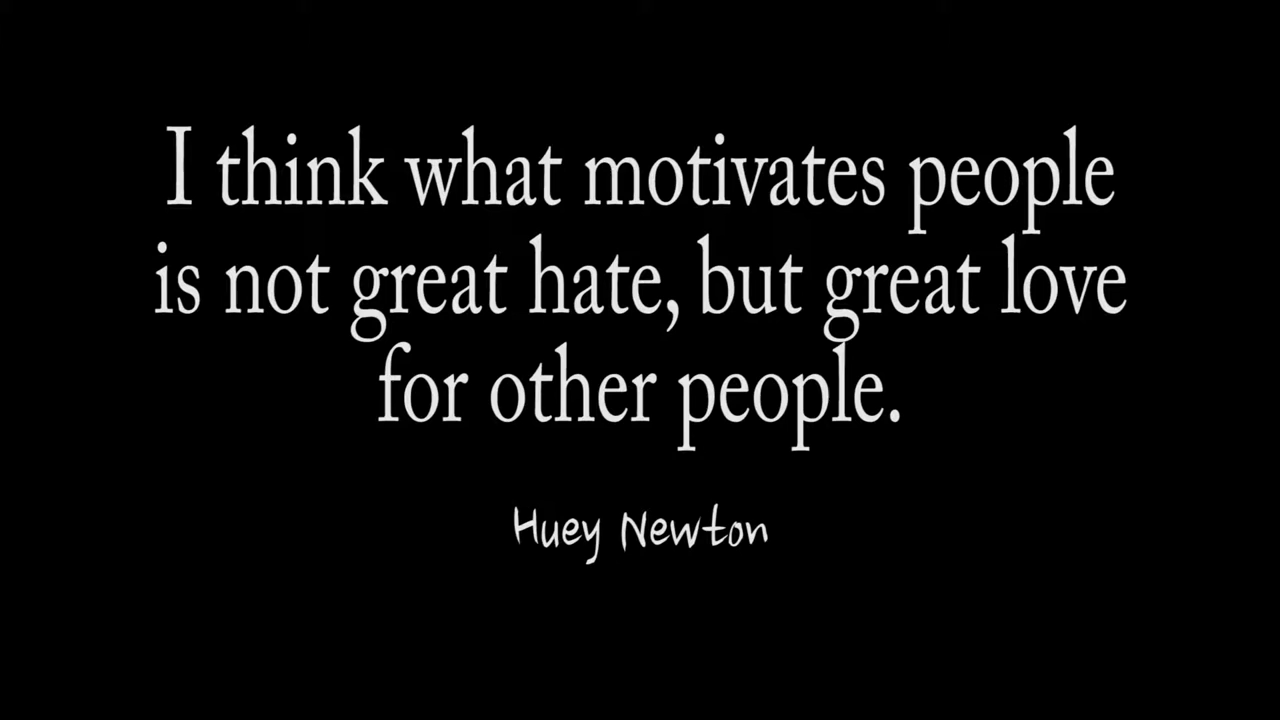 I think what motivates people
is not great hate, but great love
for other people.
Huey Newton